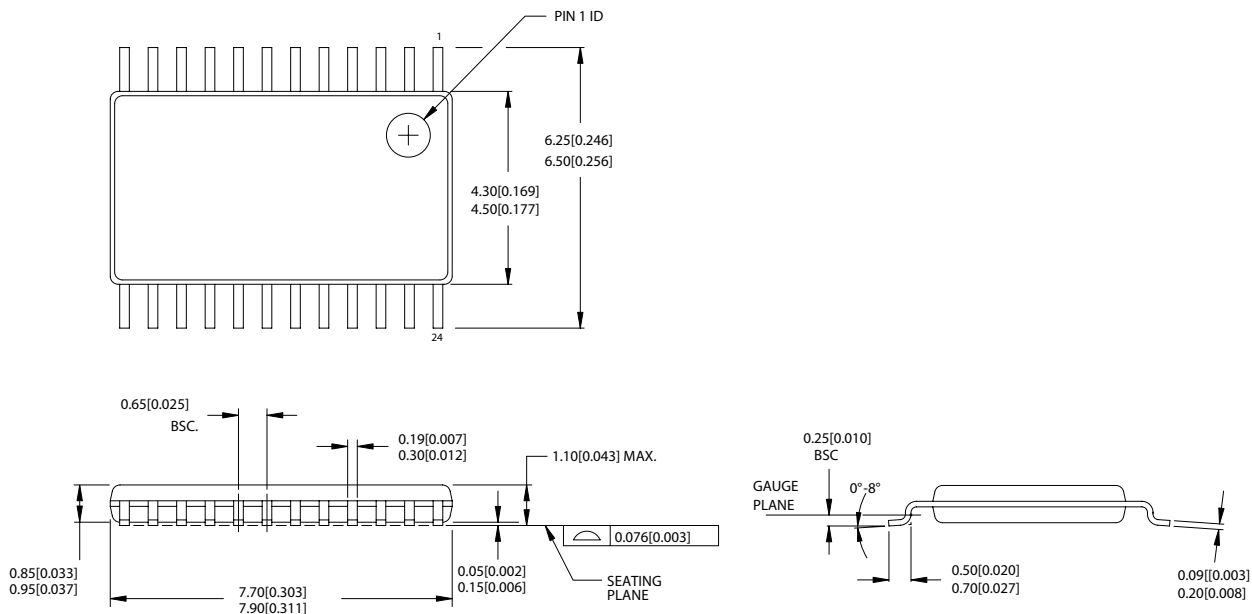 PIN 1 ID
1
6.25[0.246]
6.50[0.256]
4.30[0.169]
4.50[0.177]
24
0.65[0.025]
BSC.
0.19[0.007]
0.30[0.012]
1.10[0.043] MAX.
0.25[0.010]
BSC
GAUGE
PLANE
0°-8°
0.076[0.003]
0.85[0.033]
0.95[0.037]
7.70[0.303]
7.90[0.311]
0.05[0.002]
0.15[0.006]
SEATING
PLANE
0.50[0.020]
0.70[0.027]
0.09[[0.003]
0.20[0.008]